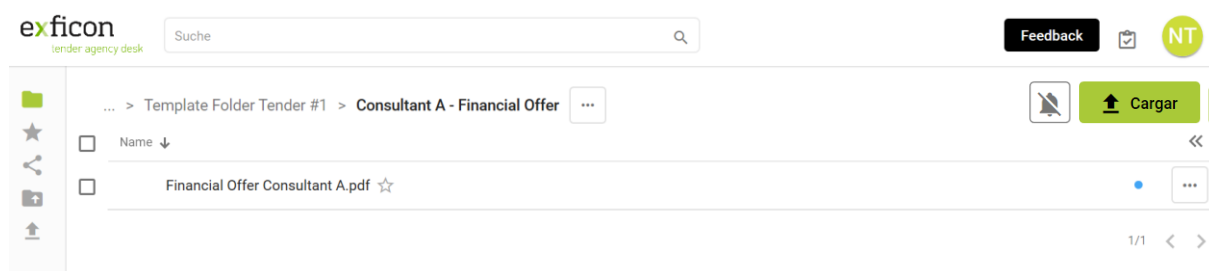 exficon
tender agency desk
Suche
Feedback
NT
... > Template Folder Tender #1 > Consultant A - Financial Offer ...
Cargar
Name
Financial Offer Consultant A.pdf
...
1/1